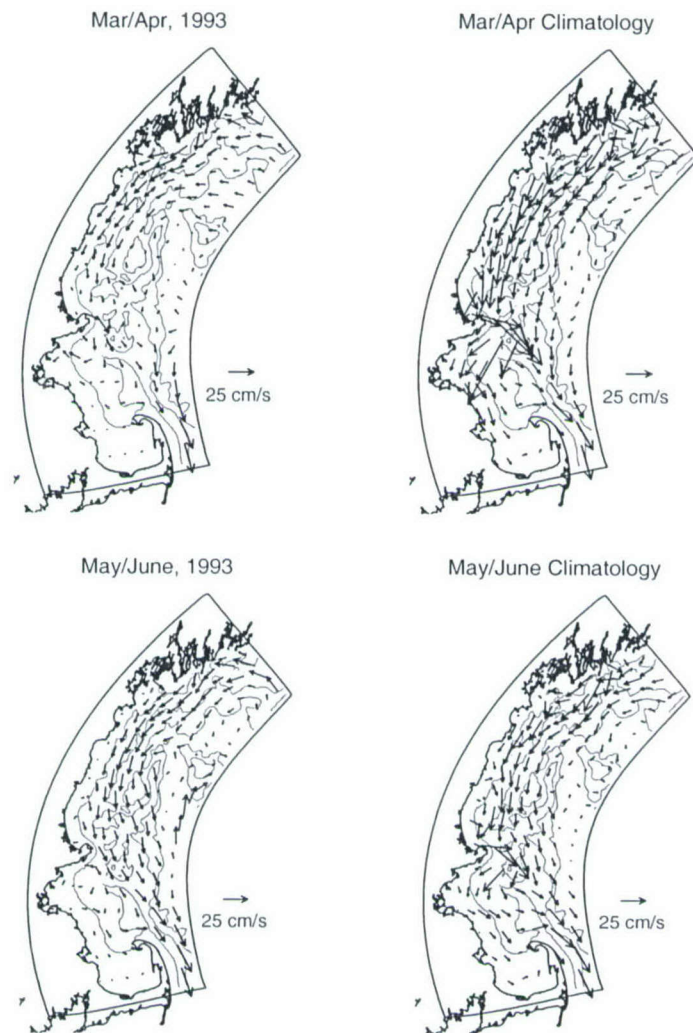 Mar/Apr, 1993
Mar/Apr Climatology
25 cm/s
25 cm/s
May/June, 1993
May/June Climatology
25 cm/s
25 cm/s